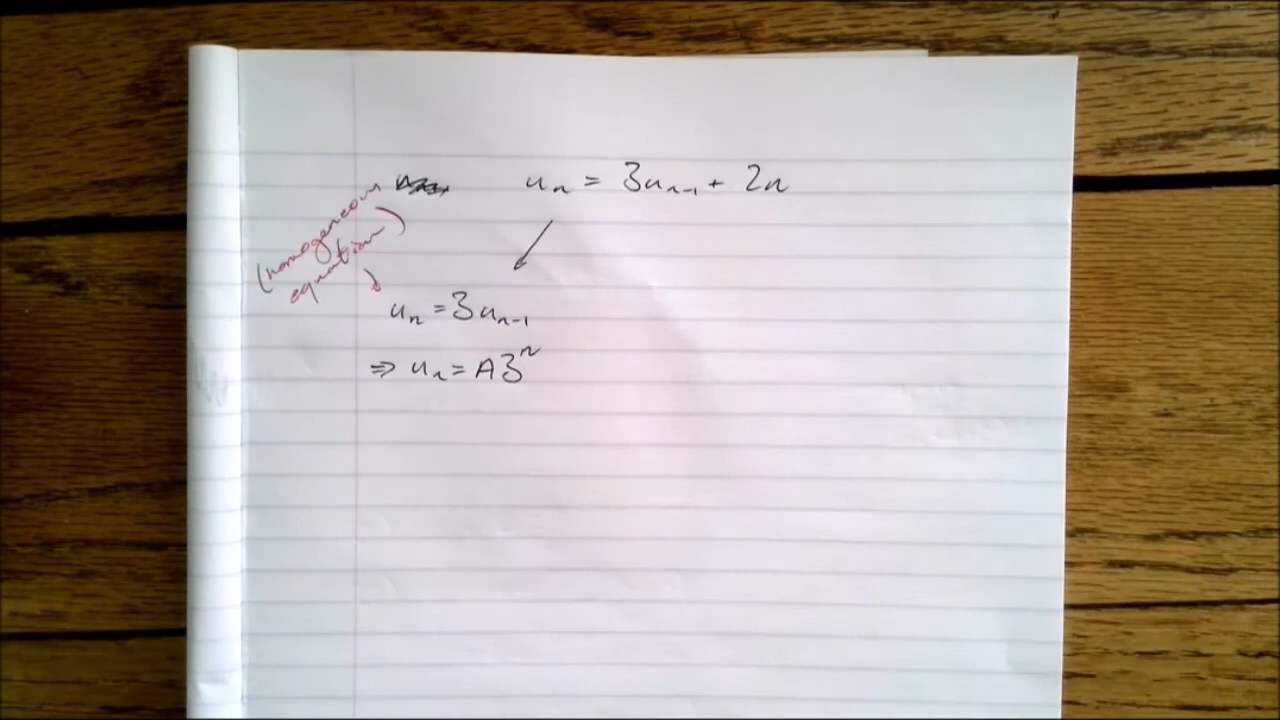 uₙ = 3uₙ₋₁ + 2n
(homogeneous
equation)
uₙ = 3uₙ₋₁
⇒ uₙ = A3ⁿ